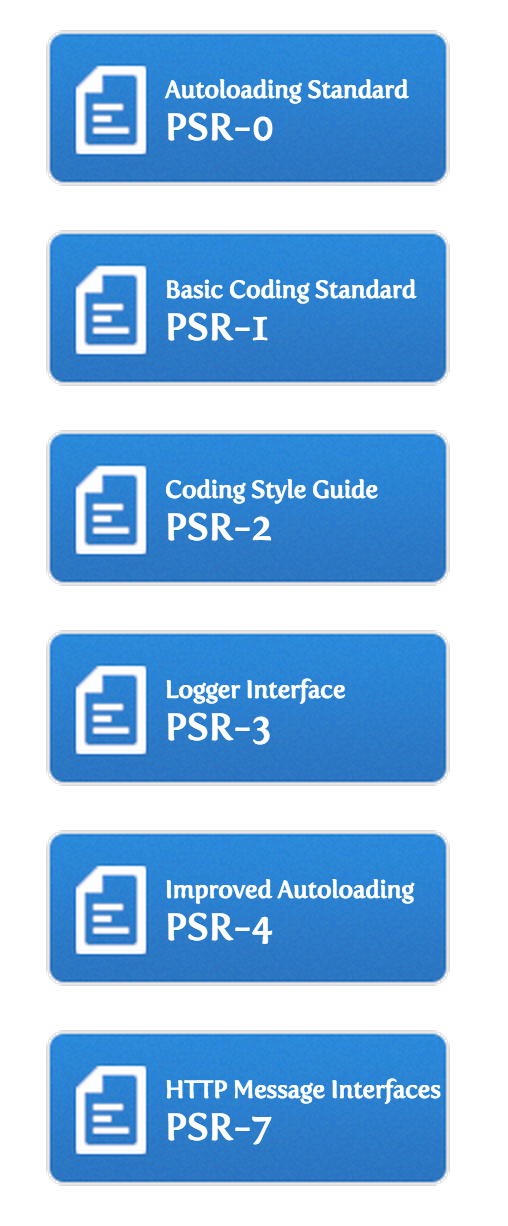 Autoloading Standard
PSR-0
Basic Coding Standard
PSR-1
Coding Style Guide
PSR-2
Logger Interface
PSR-3
Improved Autoloading
PSR-4
HTTP Message Interfaces
PSR-7